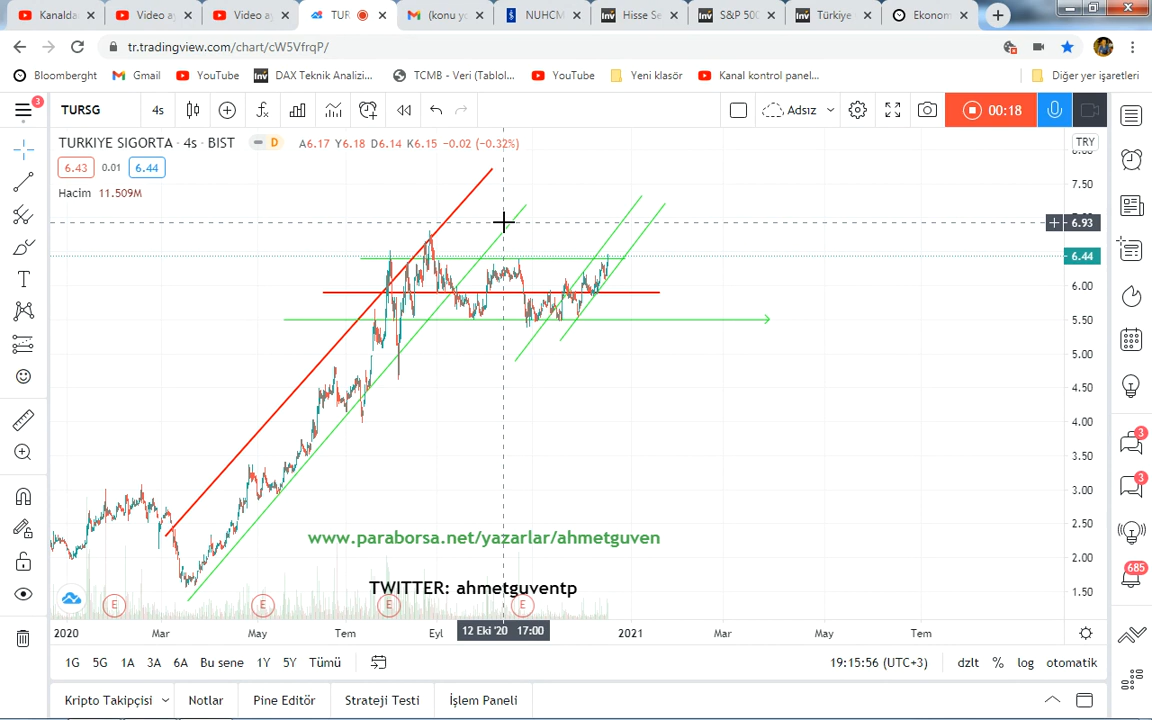 Kanalda
Video ay
Video ay
TUR
(konu yo
NUHCM
Hisse Se
S&P 500
Türkiye
Ekonom
tr.tradingview.com/chart/cW5VfrqP/
Bloomberght
Gmail
YouTube
DAX Teknik Analizi...
TCMB - Veri (Tablol...
YouTube
Yeni klasör
Kanal kontrol panel...
Diğer yer işaretleri
3
TURSG
4s
Adsız
00:18
TURKIYE SIGORTA · 4s · BIST
D
A6.17 Y6.18 D6.14 K6.15 -0.02 (-0.32%)
TRY
6.43
0.01
6.44
Hacim 11.509M
7.50
6.93
6.44
6.00
5.50
5.00
4.50
4.00
3.50
3.00
2.50
2.00
1.50
3
3
685
www.paraborsa.net/yazarlar/ahmetguven
TWITTER: ahmetguventp
E
E
E
E
2020
Mar
May
Tem
Eyl
12 Eki '20 17:00
2021
Mar
May
Tem
1G 5G 1A 3A 6A Bu sene 1Y 5Y Tümü
19:15:56 (UTC+3)
dzlt
%
log
otomatik
Kripto Takipçisi
Notlar
Pine Editör
Strateji Testi
İşlem Paneli